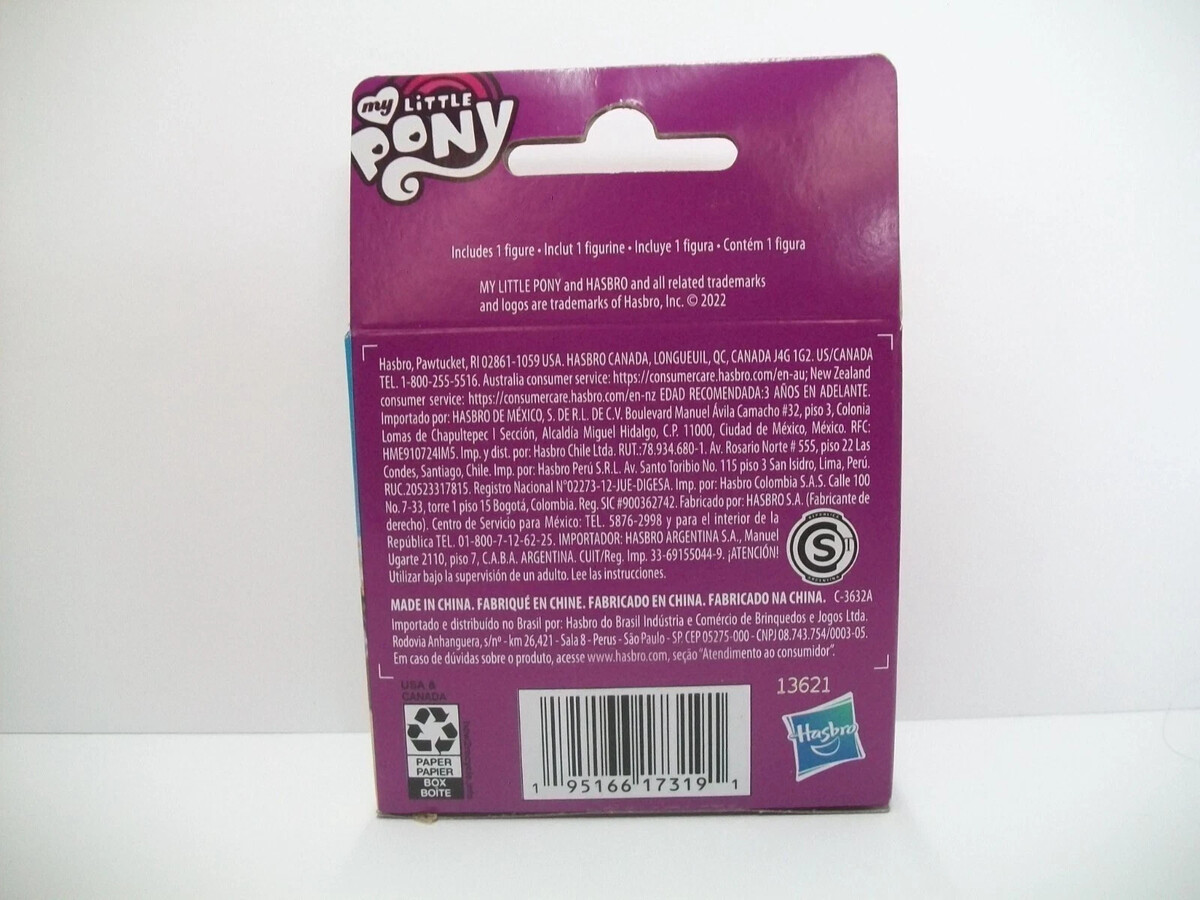 my LiTTLE
PONY
Includes 1 figure • Inclut 1 figurine • Incluye 1 figura • Contém 1 figura
MY LITTLE PONY and HASBRO and all related trademarks
and logos are trademarks of Hasbro, Inc. © 2022
Hasbro, Pawtucket, RI 02861-1059 USA. HASBRO CANADA, LONGUEUIL, QC, CANADA J4G 1G2. US/CANADA
TEL. 1-800-255-5516. Australia consumer service: https://consumercare.hasbro.com/en-au; New Zealand
consumer service: https://consumercare.hasbro.com/en-nz EDAD RECOMENDADA:3 AÑOS EN ADELANTE.
Importado por: HASBRO DE MÉXICO, S. DE R.L. DE C.V. Boulevard Manuel Ávila Camacho #32, piso 3, Colonia
Lomas de Chapultepec I Sección, Alcaldía Miguel Hidalgo, C.P. 11000, Ciudad de México, México. RFC:
HME910724IM5. Imp. y dist. por: Hasbro Chile Ltda. RUT.:78.934.680-1. Av. Rosario Norte # 555, piso 22 Las
Condes, Santiago, Chile. Imp. por: Hasbro Perú S.R.L. Av. Santo Toribio No. 115 piso 3 San Isidro, Lima, Perú.
RUC.20523317815. Registro Nacional N°02273-12-JUE-DIGESA. Imp. por: Hasbro Colombia S.A.S. Calle 100
No. 7-33, torre 1 piso 15 Bogotá, Colombia. Reg. SIC #900362742. Fabricado por: HASBRO S.A. (Fabricante de
derecho). Centro de Servicio para México: TEL. 5876-2998 y para el interior de la
República TEL. 01-800-7-12-62-25. IMPORTADOR: HASBRO ARGENTINA S.A., Manuel
Ugarte 2110, piso 7, C.A.B.A. ARGENTINA. CUIT/Reg. Imp. 33-69155044-9. ¡ATENCIÓN!
Utilizar bajo la supervisión de un adulto. Lee las instrucciones.
REPUBLICA
S T
ARGENTINA
MADE IN CHINA. FABRIQUÉ EN CHINE. FABRICADO EN CHINA. FABRICADO NA CHINA. C-3632A
Importado e distribuído no Brasil por: Hasbro do Brasil Indústria e Comércio de Brinquedos e Jogos Ltda.
Rodovia Anhanguera, s/nº - km 26,421 - Sala 8 - Perus - São Paulo - SP. CEP 05275-000 - CNPJ 08.743.754/0003-05.
Em caso de dúvidas sobre o produto, acesse www.hasbro.com, seção "Atendimento ao consumidor".
USA &
CANADA
PAPER
PAPIER
BOX
BOÎTE
1 95166 17319 1
13621
Hasbro